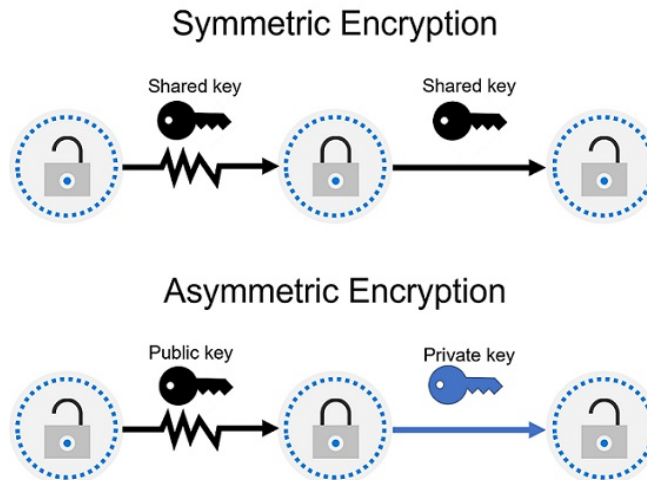 Symmetric Encryption
Shared key
Shared key
Asymmetric Encryption
Public key
Private key